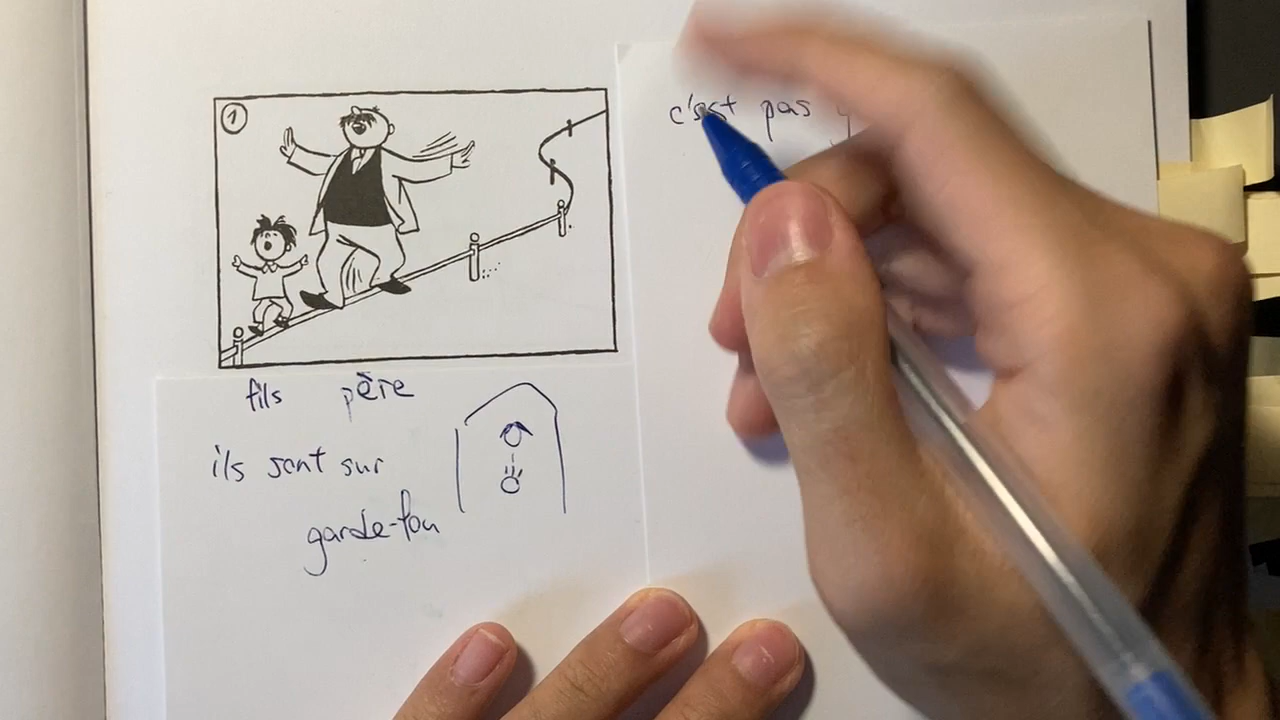 1
c'est pas
fils père
ils sont sur
garde-fou